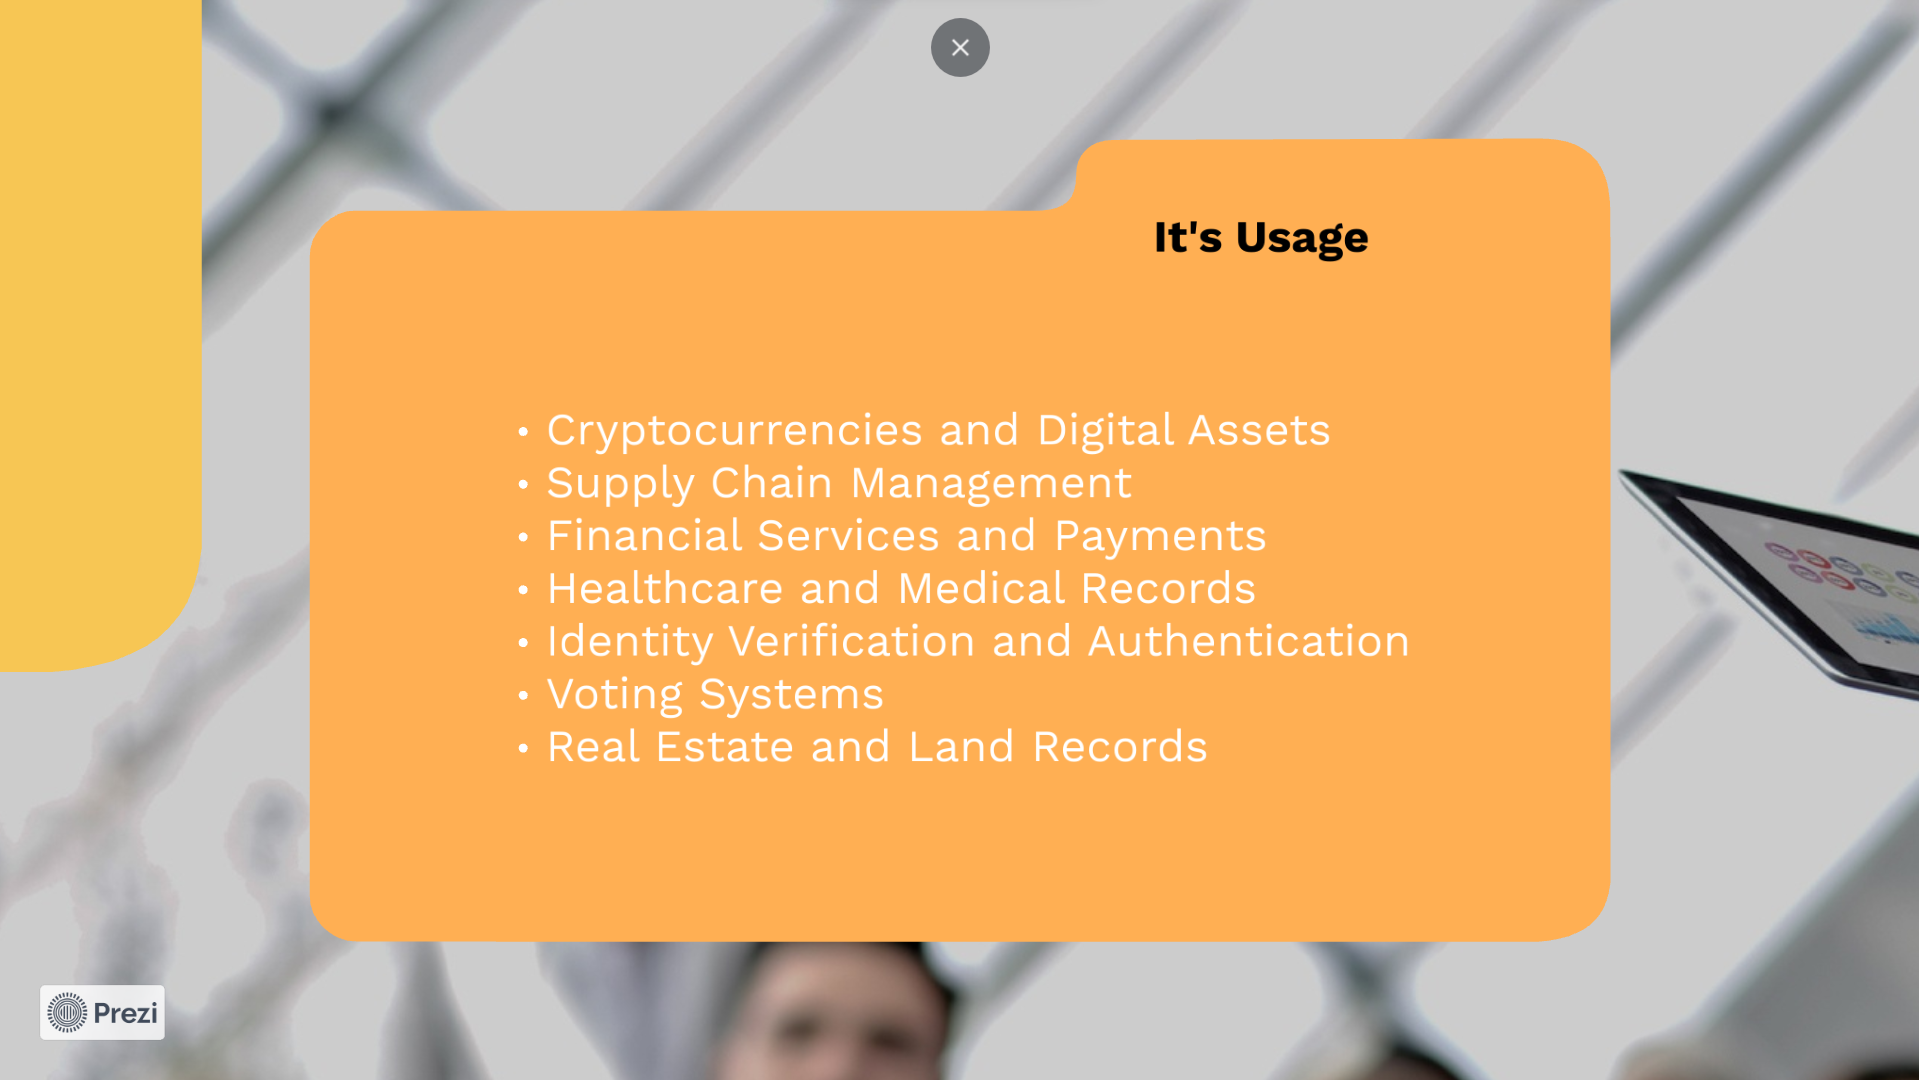 It's Usage
• Cryptocurrencies and Digital Assets
• Supply Chain Management
• Financial Services and Payments
• Healthcare and Medical Records
• Identity Verification and Authentication
• Voting Systems
• Real Estate and Land Records
Prezi